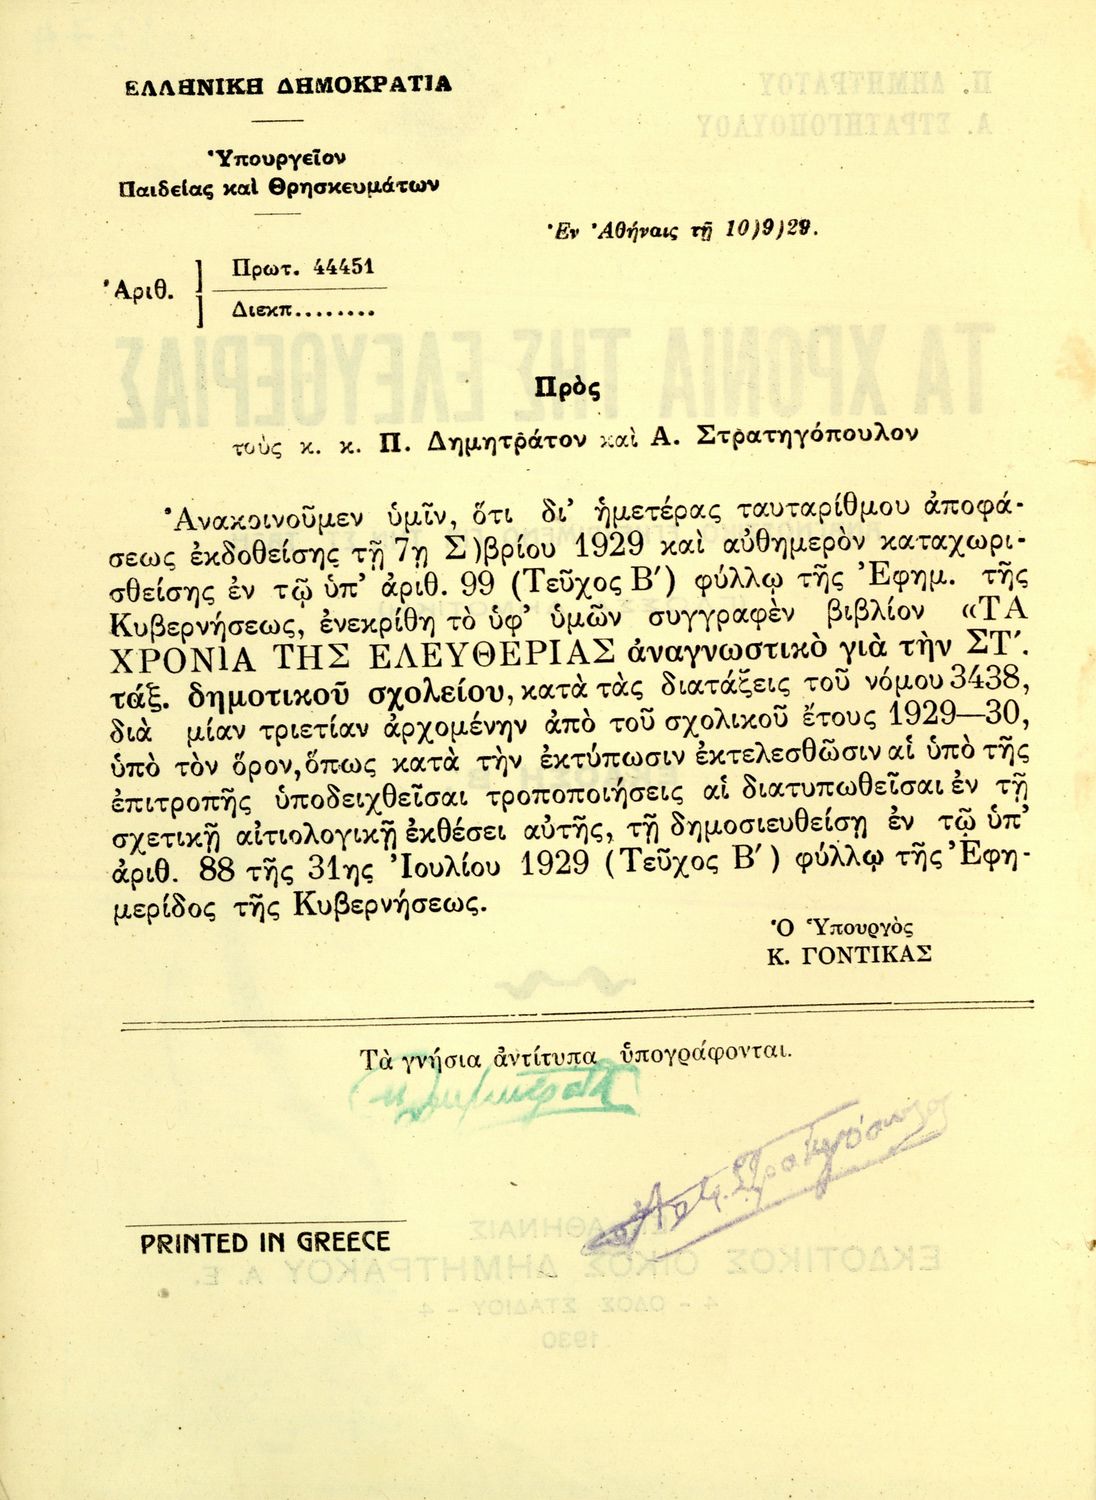 ΕΛΛΗΝΙΚΗ ΔΗΜΟΚΡΑΤΙΑ
Ὑπουργεῖον
Παιδείας καὶ Θρησκευμάτων
Ἐν Ἀθήναις τῇ 10)9)29.
Ἀριθ.
Πρωτ. 44451
Διεκπ........
Πρὸς
τοὺς κ. κ. Π. Δημητράτον καὶ Α. Στρατηγόπουλον
Ἀνακοινοῦμεν ὑμῖν, ὅτι δι’ ἡμετέρας ταυταρίθμου ἀποφά-
σεως ἐκδοθείσης τῇ 7ῃ Σ)βρίου 1929 καὶ αὐθημερὸν καταχωρι-
σθείσης ἐν τῷ ὑπ’ ἀριθ. 99 (Τεῦχος Β′) φύλλῳ τῆς Ἐφημ. τῆς
Κυβερνήσεως, ἐνεκρίθη τὸ ὑφ’ ὑμῶν συγγραφὲν βιβλίον «ΤΑ
ΧΡΟΝΙΑ ΤΗΣ ΕΛΕΥΘΕΡΙΑΣ ἀναγνωστικὸ γιὰ τὴν ΣΤ′.
τάξ. δημοτικοῦ σχολείου, κατὰ τὰς διατάξεις τοῦ νόμου 3438,
διὰ μίαν τριετίαν ἀρχομένην ἀπὸ τοῦ σχολικοῦ ἔτους 1929—30,
ὑπὸ τὸν ὅρον, ὅπως κατὰ τὴν ἐκτύπωσιν ἐκτελεσθῶσιν αἱ ὑπὸ τῆς
ἐπιτροπῆς ὑποδειχθεῖσαι τροποποιήσεις αἱ διατυπωθεῖσαι ἐν τῇ
σχετικῇ αἰτιολογικῇ ἐκθέσει αὐτῆς, τῇ δημοσιευθείσῃ ἐν τῷ ὑπ’
ἀριθ. 88 τῆς 31ης Ἰουλίου 1929 (Τεῦχος Β′) φύλλῳ τῆς Ἐφη-
μερίδος τῆς Κυβερνήσεως.
Ὁ Ὑπουργὸς
Κ. ΓΟΝΤΙΚΑΣ
Τὰ γνήσια ἀντίτυπα ὑπογράφονται.
Στρατηγόπουλος
PRINTED IN GREECE